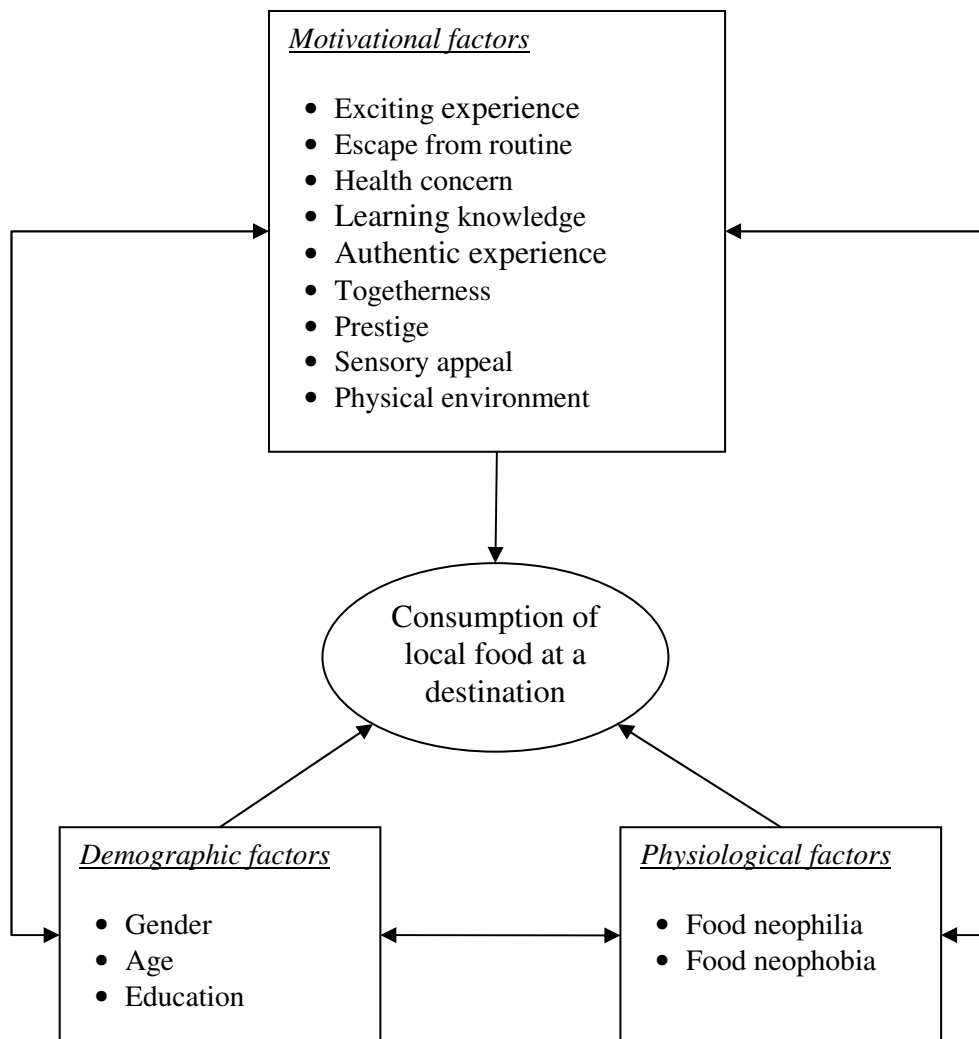 Motivational factors
• Exciting experience
• Escape from routine
• Health concern
• Learning knowledge
• Authentic experience
• Togetherness
• Prestige
• Sensory appeal
• Physical environment
Consumption of
local food at a
destination
Demographic factors
• Gender
• Age
• Education
Physiological factors
• Food neophilia
• Food neophobia